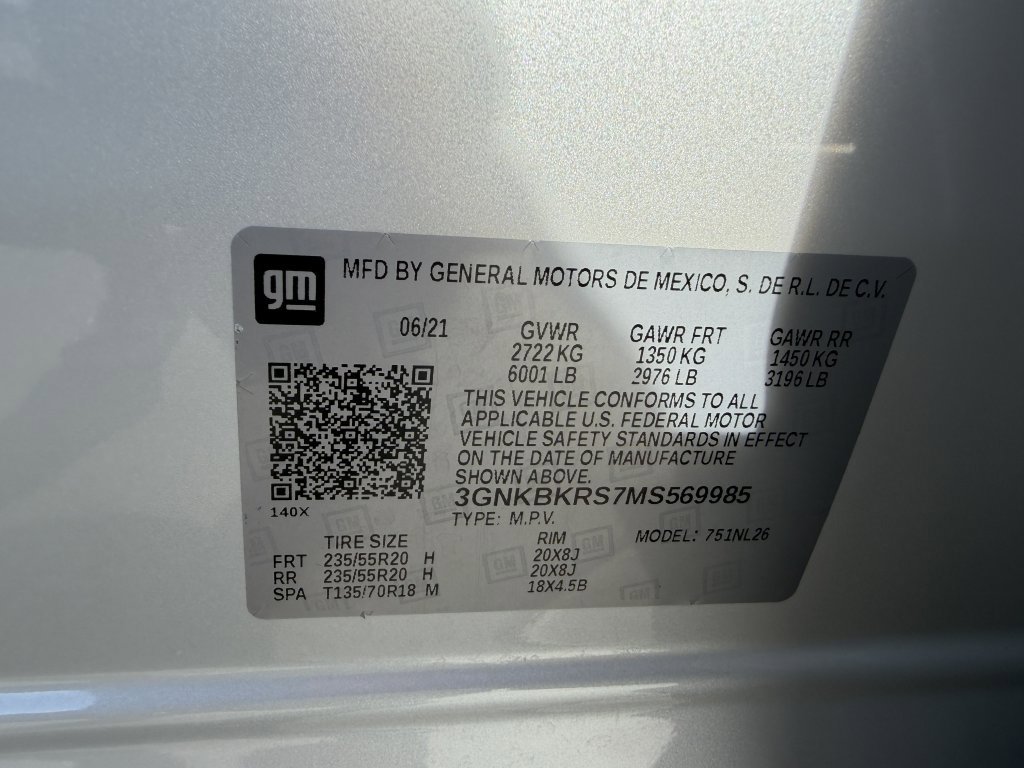 gm
MFD BY GENERAL MOTORS DE MEXICO, S. DE R.L. DE C.V.
06/21 GVWR GAWR FRT GAWR RR
2722 KG 1350 KG 1450 KG
6001 LB 2976 LB 3196 LB
THIS VEHICLE CONFORMS TO ALL
APPLICABLE U.S. FEDERAL MOTOR
VEHICLE SAFETY STANDARDS IN EFFECT
ON THE DATE OF MANUFACTURE
SHOWN ABOVE.
3GNKBKRS7MS569985
140X
TYPE: M.P.V.
MODEL: 751NL26
TIRE SIZE RIM
FRT 235/55R20 H 20X8J
RR 235/55R20 H 20X8J
SPA T135/70R18 M 18X4.5B